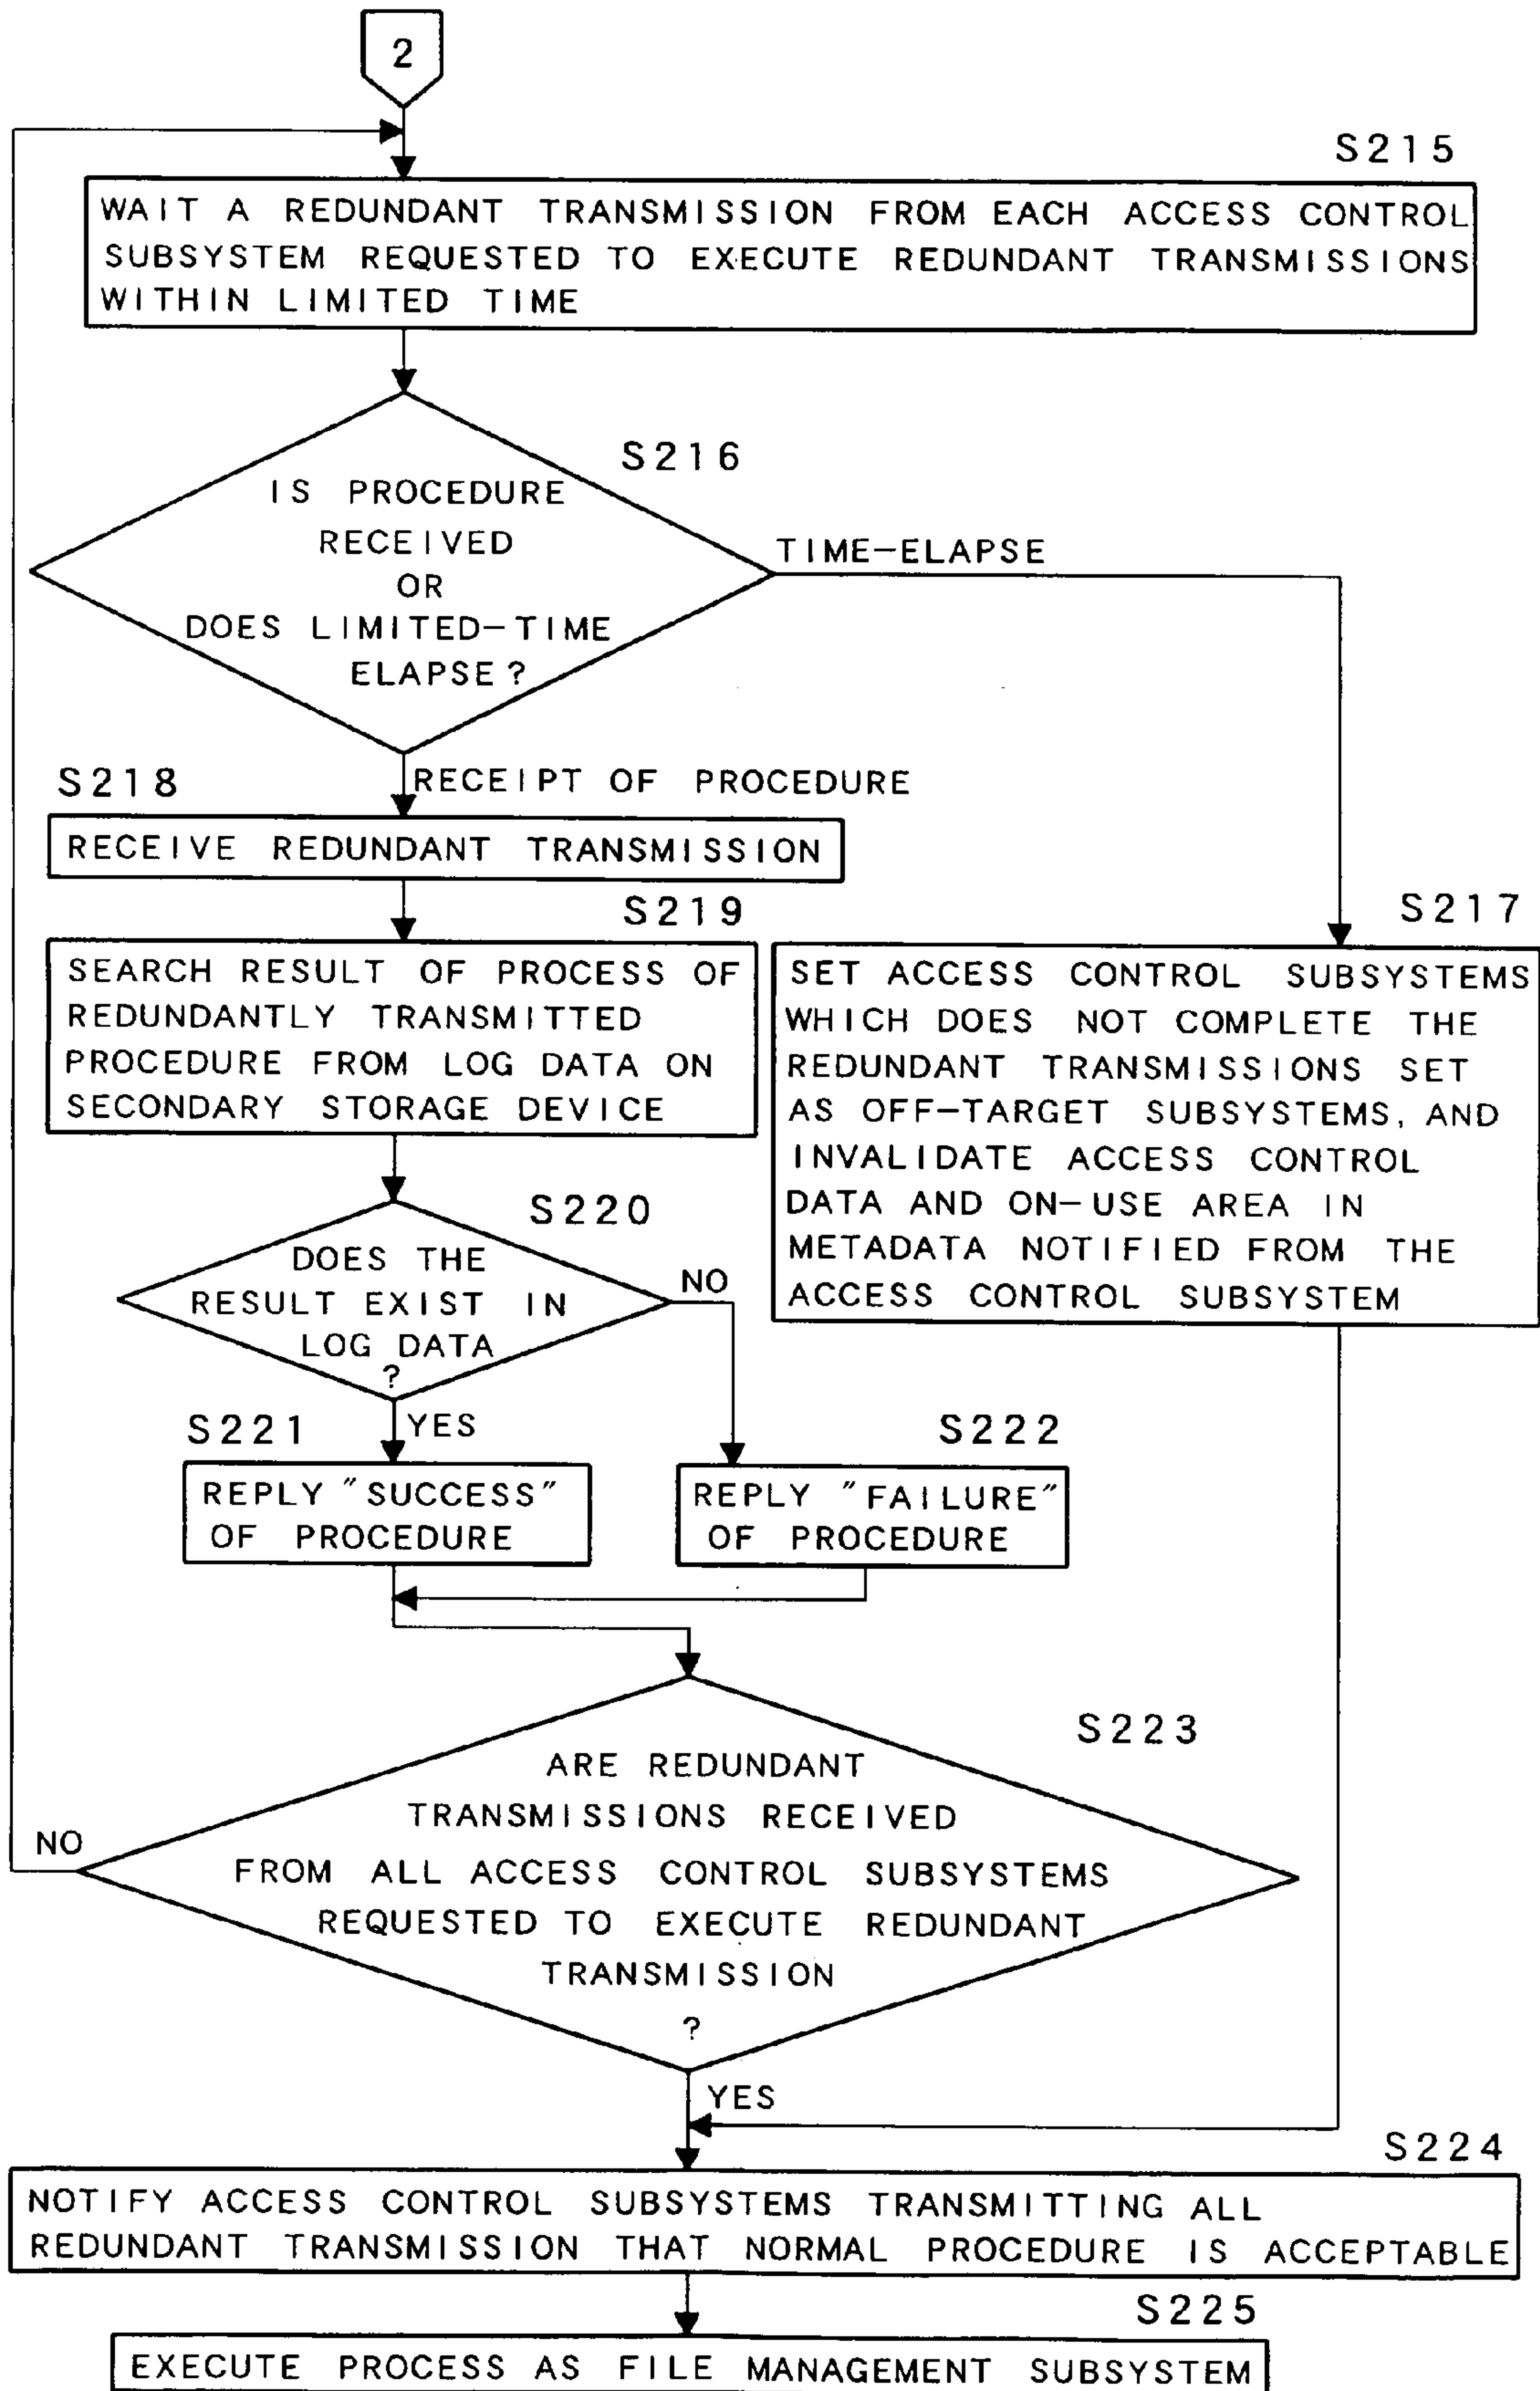 2
S215
WAIT A REDUNDANT TRANSMISSION FROM EACH ACCESS CONTROL
SUBSYSTEM REQUESTED TO EXECUTE REDUNDANT TRANSMISSIONS
WITHIN LIMITED TIME
S216
IS PROCEDURE
RECEIVED
OR
DOES LIMITED-TIME
ELAPSE?
TIME-ELAPSE
RECEIPT OF PROCEDURE
S218
RECEIVE REDUNDANT TRANSMISSION
S219
SEARCH RESULT OF PROCESS OF
REDUNDANTLY TRANSMITTED
PROCEDURE FROM LOG DATA ON
SECONDARY STORAGE DEVICE
S217
SET ACCESS CONTROL SUBSYSTEMS
WHICH DOES NOT COMPLETE THE
REDUNDANT TRANSMISSIONS SET
AS OFF-TARGET SUBSYSTEMS, AND
INVALIDATE ACCESS CONTROL
DATA AND ON-USE AREA IN
METADATA NOTIFIED FROM THE
ACCESS CONTROL SUBSYSTEM
S220
DOES THE
RESULT EXIST IN
LOG DATA
?
NO
YES
S221
REPLY "SUCCESS"
OF PROCEDURE
S222
REPLY "FAILURE"
OF PROCEDURE
S223
ARE REDUNDANT
TRANSMISSIONS RECEIVED
FROM ALL ACCESS CONTROL SUBSYSTEMS
REQUESTED TO EXECUTE REDUNDANT
TRANSMISSION
?
NO
YES
S224
NOTIFY ACCESS CONTROL SUBSYSTEMS TRANSMITTING ALL
REDUNDANT TRANSMISSION THAT NORMAL PROCEDURE IS ACCEPTABLE
S225
EXECUTE PROCESS AS FILE MANAGEMENT SUBSYSTEM